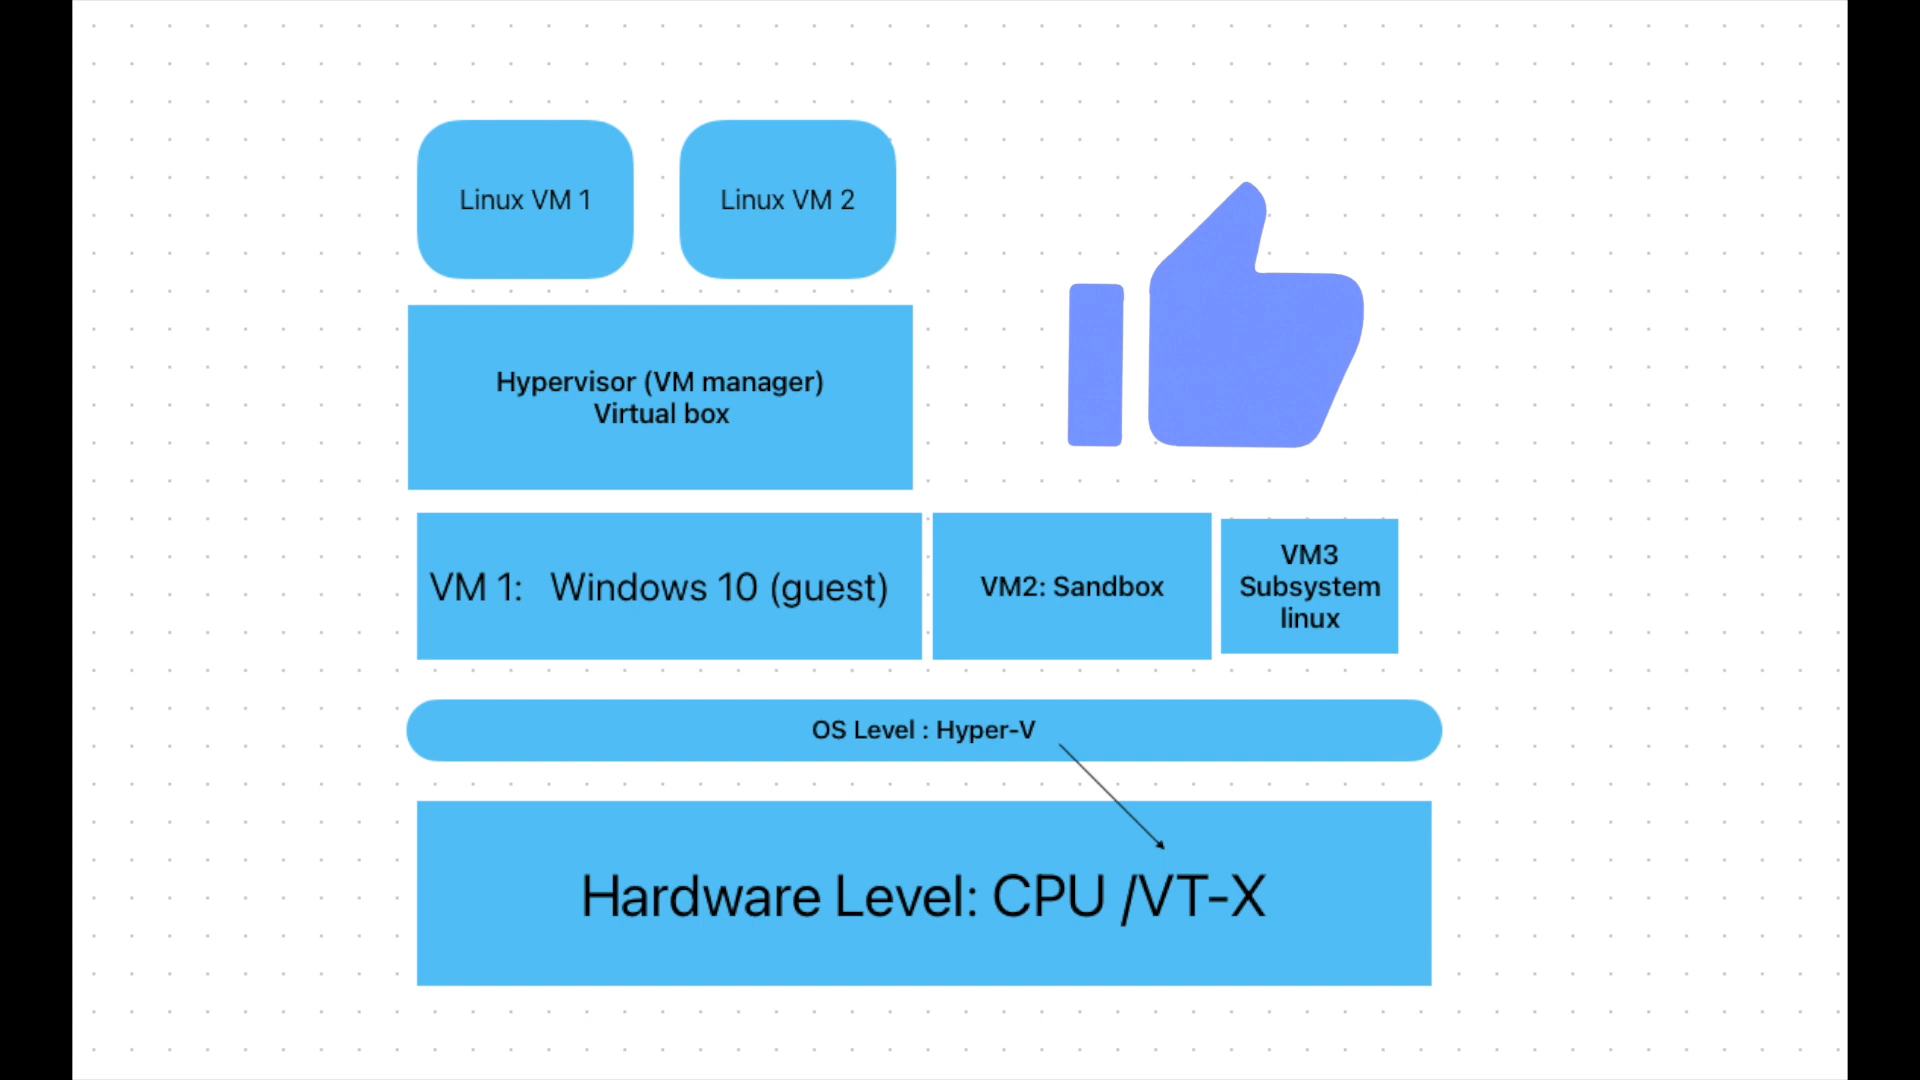 Linux VM 1
Linux VM 2
Hypervisor (VM manager)
Virtual box
VM 1: Windows 10 (guest)
VM2: Sandbox
VM3
Subsystem
linux
OS Level : Hyper-V
Hardware Level: CPU /VT-X